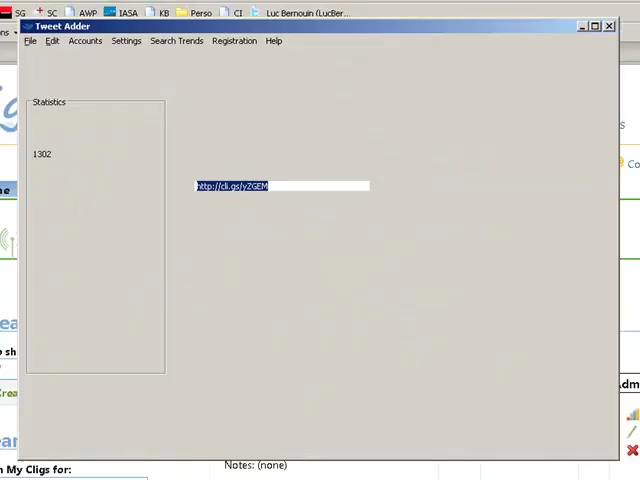 SG SC AWP IASA KB Perso CI Luc Bernouin (LucBer...
Tweet Adder
File Edit Accounts Settings Search Trends Registration Help
Statistics
1302
http://cli.gs/yZGEM
Notes: (none)
n My Cligs for: